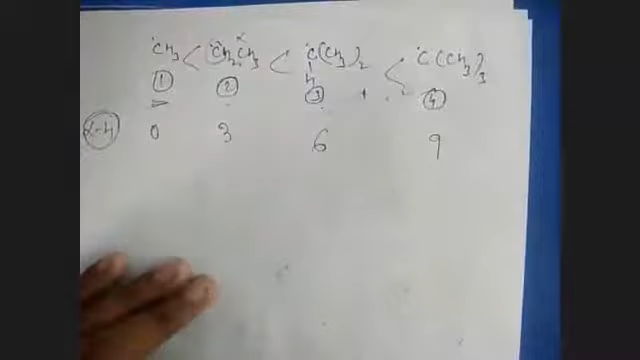 ĊH₃ < ĊH₂CH₃ < ĊH(CH₃)₂ < Ċ(CH₃)₃
① ② ③ ④
α-H 0 3 6 9